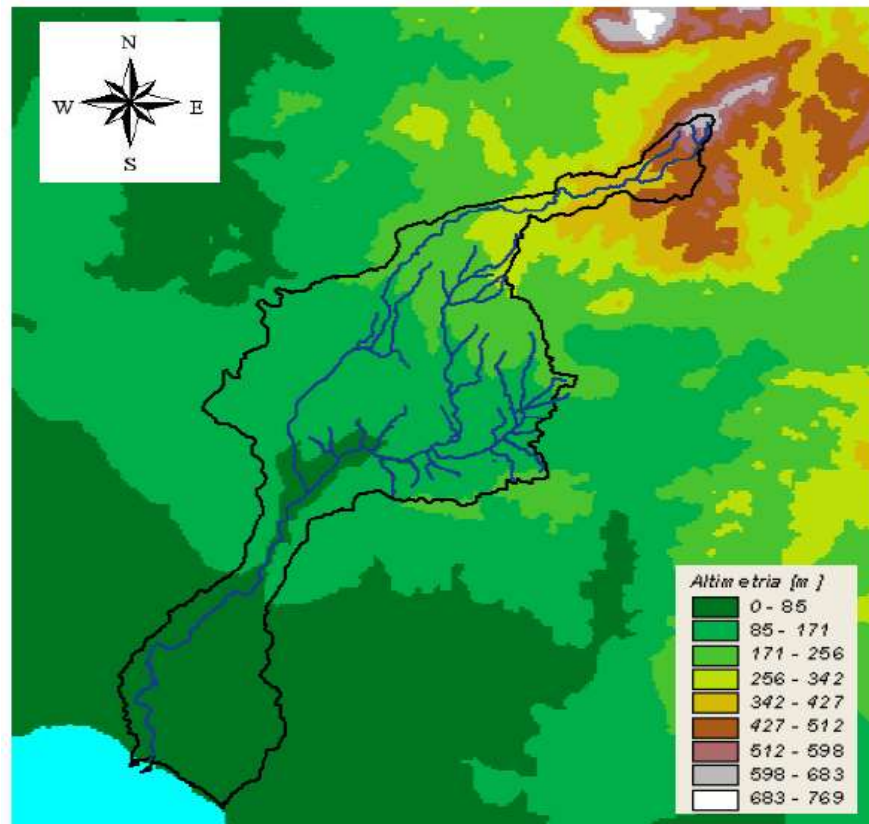 N
W E
S
Altimetria [m]
0 - 85
85 - 171
171 - 256
256 - 342
342 - 427
427 - 512
512 - 598
598 - 683
683 - 769